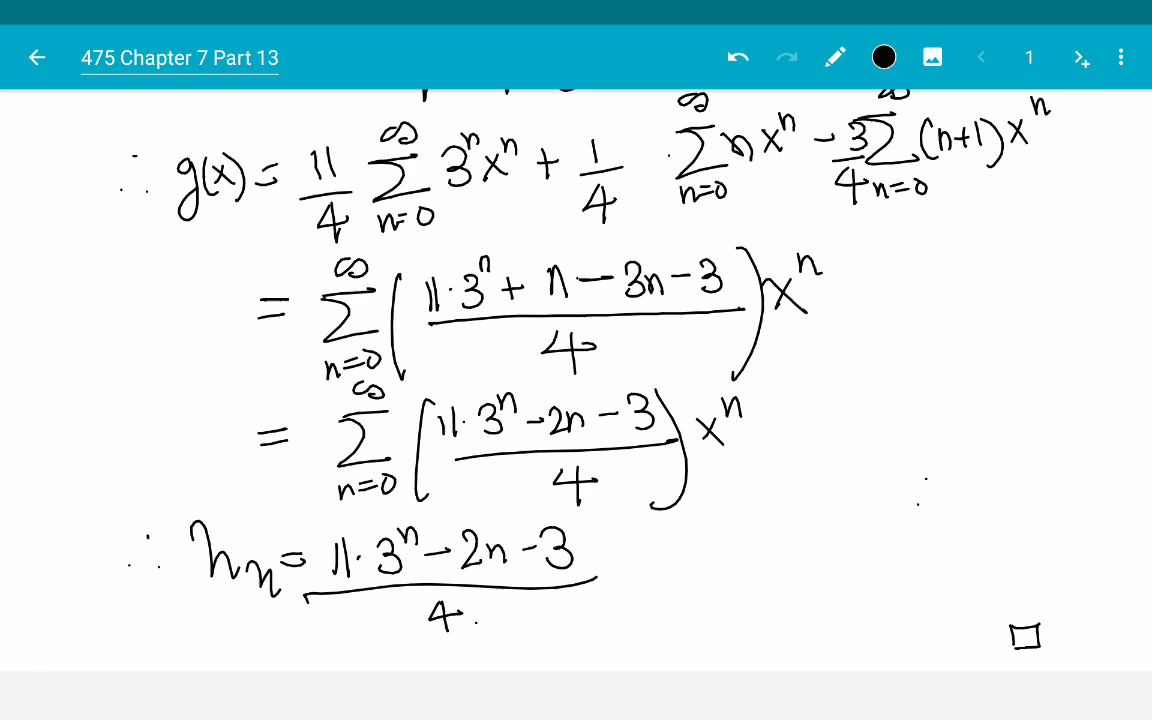 475 Chapter 7 Part 13
1
∴ g(x) = 11/4 ∑_{n=0}^{∞} 3^n x^n + 1/4 ∑_{n=0}^{∞} n x^n - 3/4 ∑_{n=0}^{∞} (n+1) x^n
= ∑_{n=0}^{∞} ( (11·3^n + n - 3n - 3) / 4 ) x^n
= ∑_{n=0}^{∞} ( (11·3^n - 2n - 3) / 4 ) x^n
∴ h_n = (11·3^n - 2n - 3) / 4 .
□